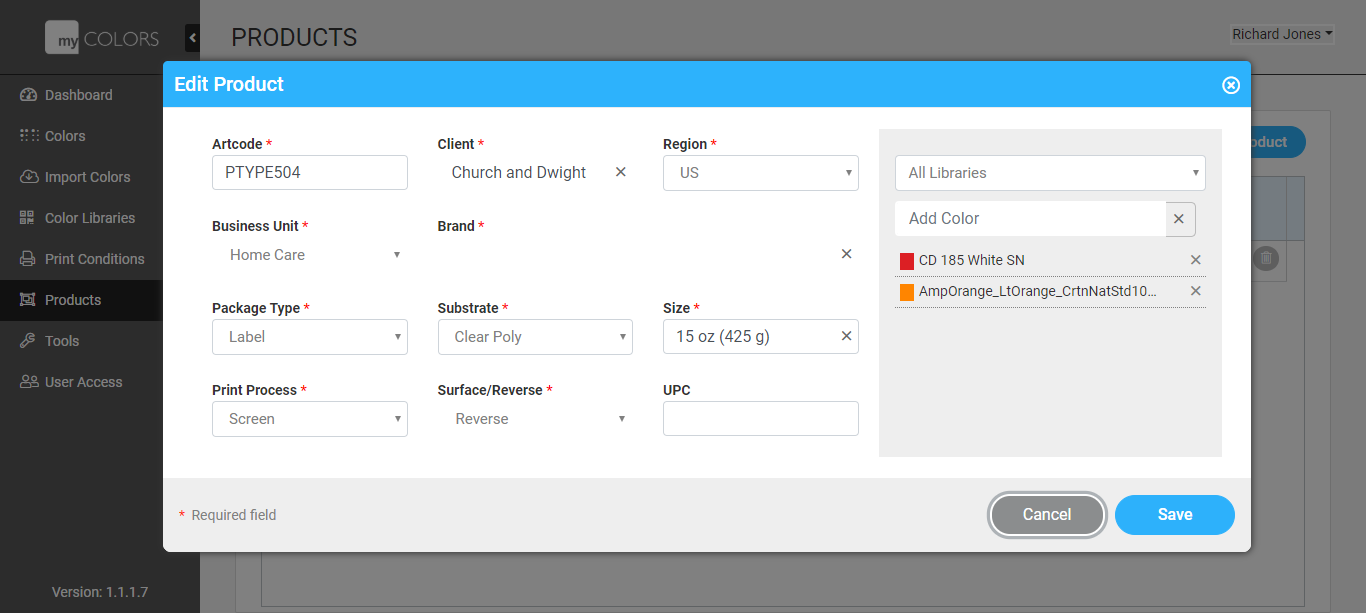 my COLORS
PRODUCTS
Richard Jones
Dashboard
Colors
Import Colors
Color Libraries
Print Conditions
Products
Tools
User Access
Version: 1.1.1.7
oduct
Edit Product
Artcode *
PTYPE504
Client *
Church and Dwight
Region *
US
Business Unit *
Home Care
Brand *
Package Type *
Label
Substrate *
Clear Poly
Size *
15 oz (425 g)
Print Process *
Screen
Surface/Reverse *
Reverse
UPC
All Libraries
Add Color
CD 185 White SN
AmpOrange_LtOrange_CrtnNatStd10...
* Required field
Cancel
Save